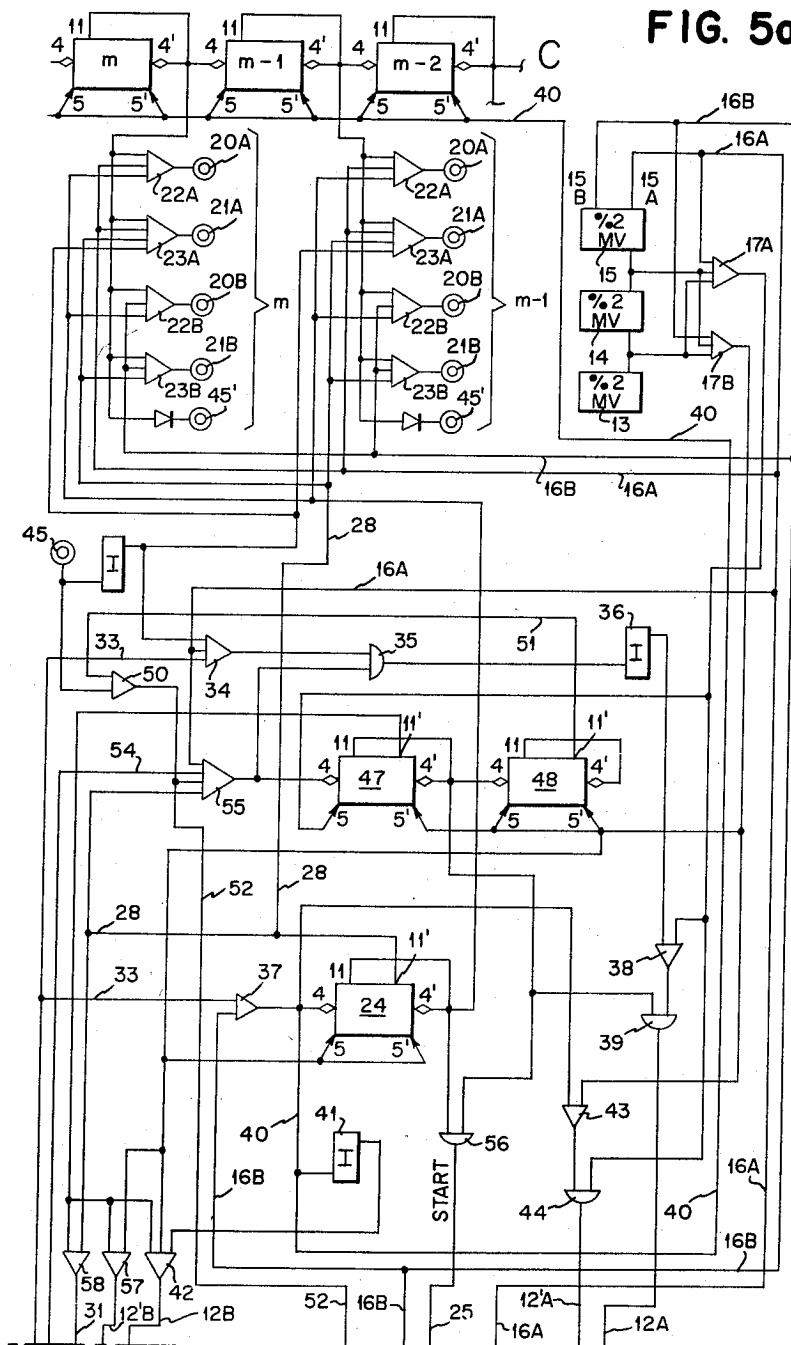 FIG. 5a
11 11 11
4 4' 4 4' 4 4' C
m m-1 m-2
5 5' 5 5' 5 5'
40 16B
16A
20A 20A
22A 22A
15B 15A
21A 21A
23A 23A
%2 MV 15
17A
20B m 20B m-1
22B 22B
%2 MV 14
17B
21B 21B
23B 23B
%2 MV 13
45' 45'
40
16B 16A
28
45 I
16A
36
33 51 35 I
34
50
54 11 11' 11 11'
4 47 4' 4 48 4'
55
5 5' 5 5'
52
28
28
11 11' 38
33 37 4 24 4'
5 5' 39
43
40 41 I 56
16B START 44
16A
40
58 57 42
16B
31 12'B 12B 52 16B 25 16A 12'A 12A